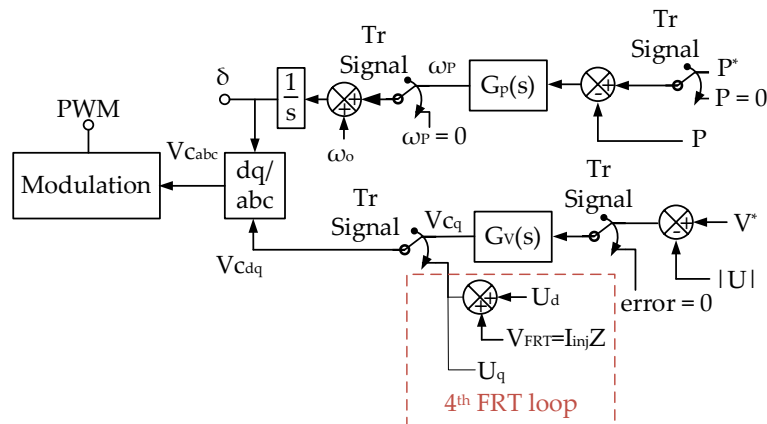 Tr
Signal
P*
P = 0
Tr
Signal
ωP
GP(s)
+
-
P
δ
1
s
+
+
ωP = 0
ωo
PWM
Modulation
Vcabc
dq/
abc
Vcdq
Tr
Signal
Vcq
GV(s)
Tr
Signal
+
-
V*
|U|
error = 0
+
+
Ud
VFRT=IinjZ
Uq
4th FRT loop